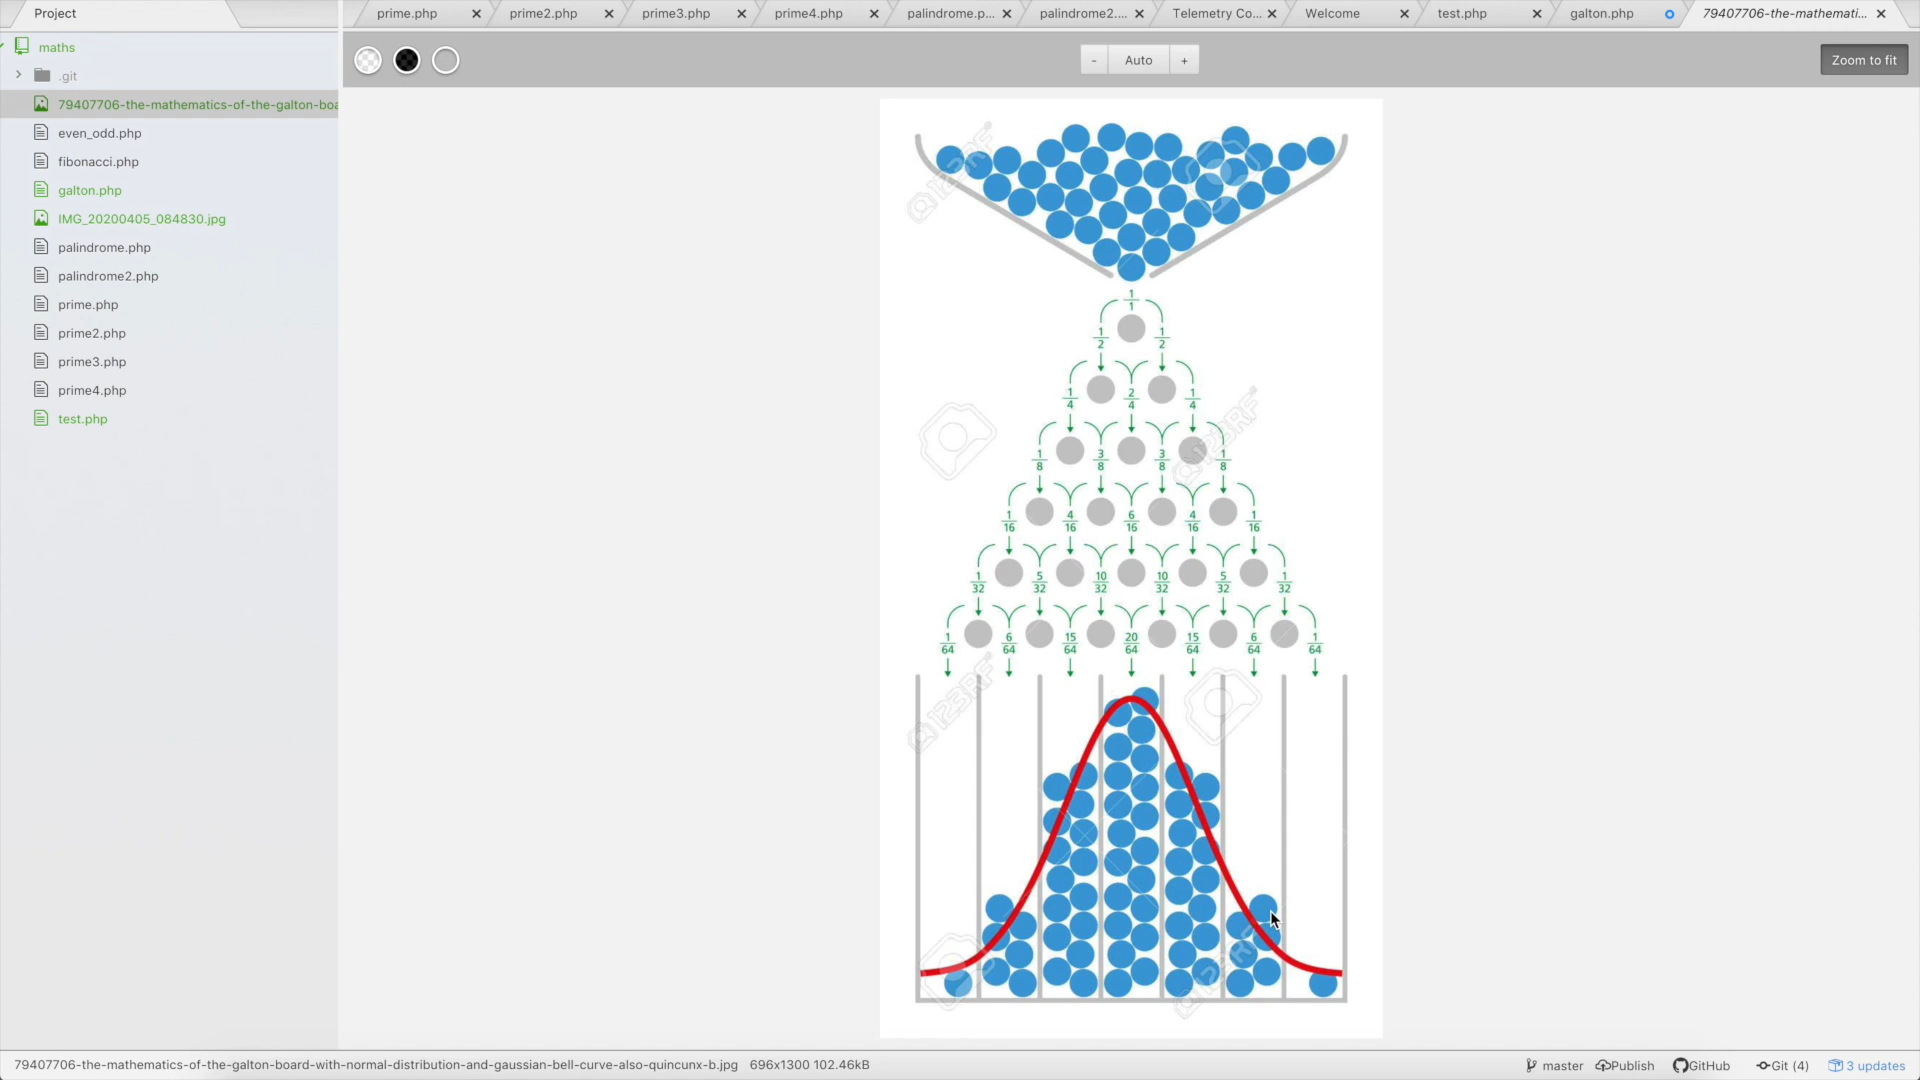 Project
prime.php
prime2.php
prime3.php
prime4.php
palindrome.p...
palindrome2....
Telemetry Co...
Welcome
test.php
galton.php
79407706-the-mathemati...
maths
.git
79407706-the-mathematics-of-the-galton-boa
even_odd.php
fibonacci.php
galton.php
IMG_20200405_084830.jpg
palindrome.php
palindrome2.php
prime.php
prime2.php
prime3.php
prime4.php
test.php
- Auto +
Zoom to fit
1/1
1/2 1/2
1/4 2/4 1/4
1/8 3/8 3/8 1/8
1/16 4/16 6/16 4/16 1/16
1/32 5/32 10/32 10/32 5/32 1/32
1/64 6/64 15/64 20/64 15/64 6/64 1/64
123RF
123RF
123RF
123RF
79407706-the-mathematics-of-the-galton-board-with-normal-distribution-and-gaussian-bell-curve-also-quincunx-b.jpg 696x1300 102.46kB
master Publish GitHub Git (4) 3 updates